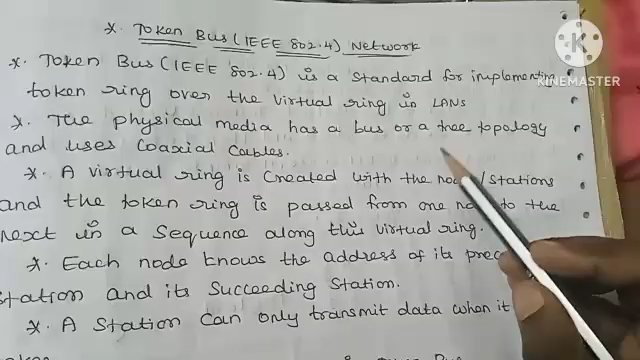 * Token Bus (IEEE 802.4) Network
* Token Bus (IEEE 802.4) is a standard for implementin
token ring over the virtual ring in LANs
* The physical media has a bus or a tree topology
and uses coaxial cables.
* A virtual ring is created with the /stations
and the token ring is passed from one to the
next in a sequence along this virtual ring.
* Each node knows the address of its
station and its succeeding station.
* A station can only transmit data when it
KINEMASTER